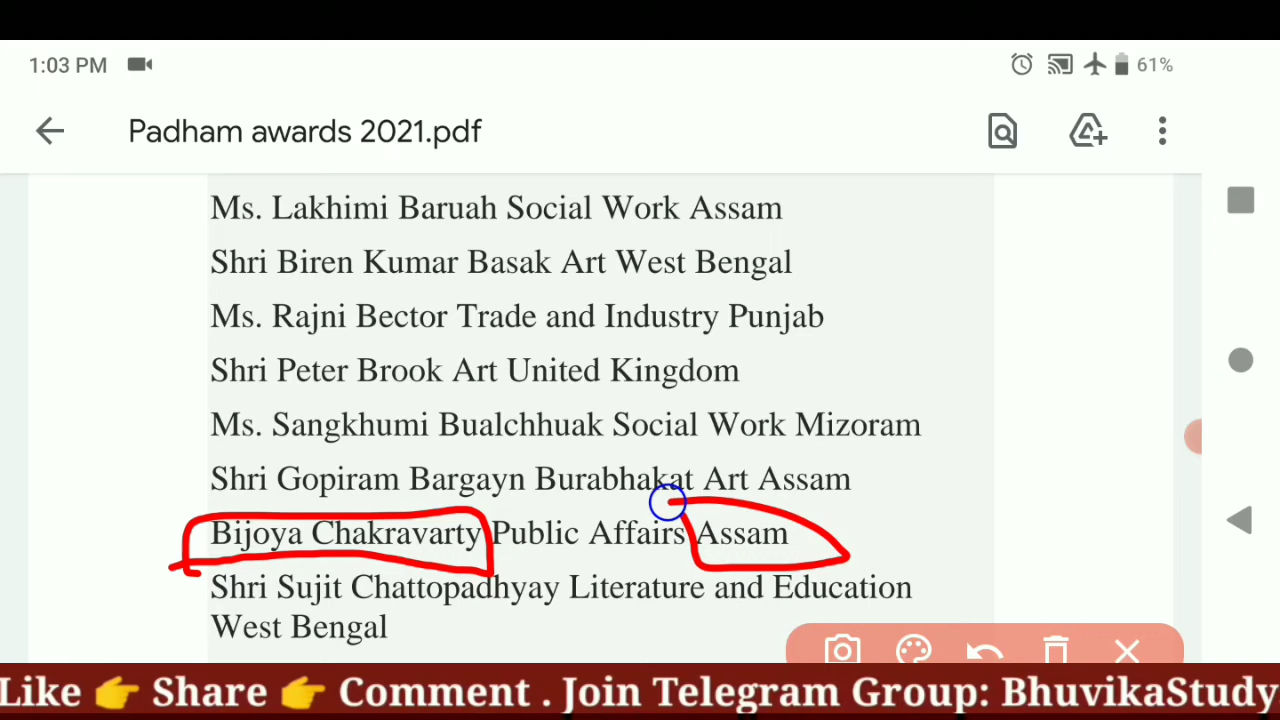 1:03 PM
61%
Padham awards 2021.pdf
Ms. Lakhimi Baruah Social Work Assam
Shri Biren Kumar Basak Art West Bengal
Ms. Rajni Bector Trade and Industry Punjab
Shri Peter Brook Art United Kingdom
Ms. Sangkhumi Bualchhuak Social Work Mizoram
Shri Gopiram Bargayn Burabhakat Art Assam
Bijoya Chakravarty Public Affairs Assam
Shri Sujit Chattopadhyay Literature and Education
West Bengal
Like 👉 Share 👉 Comment . Join Telegram Group: BhuvikaStudy